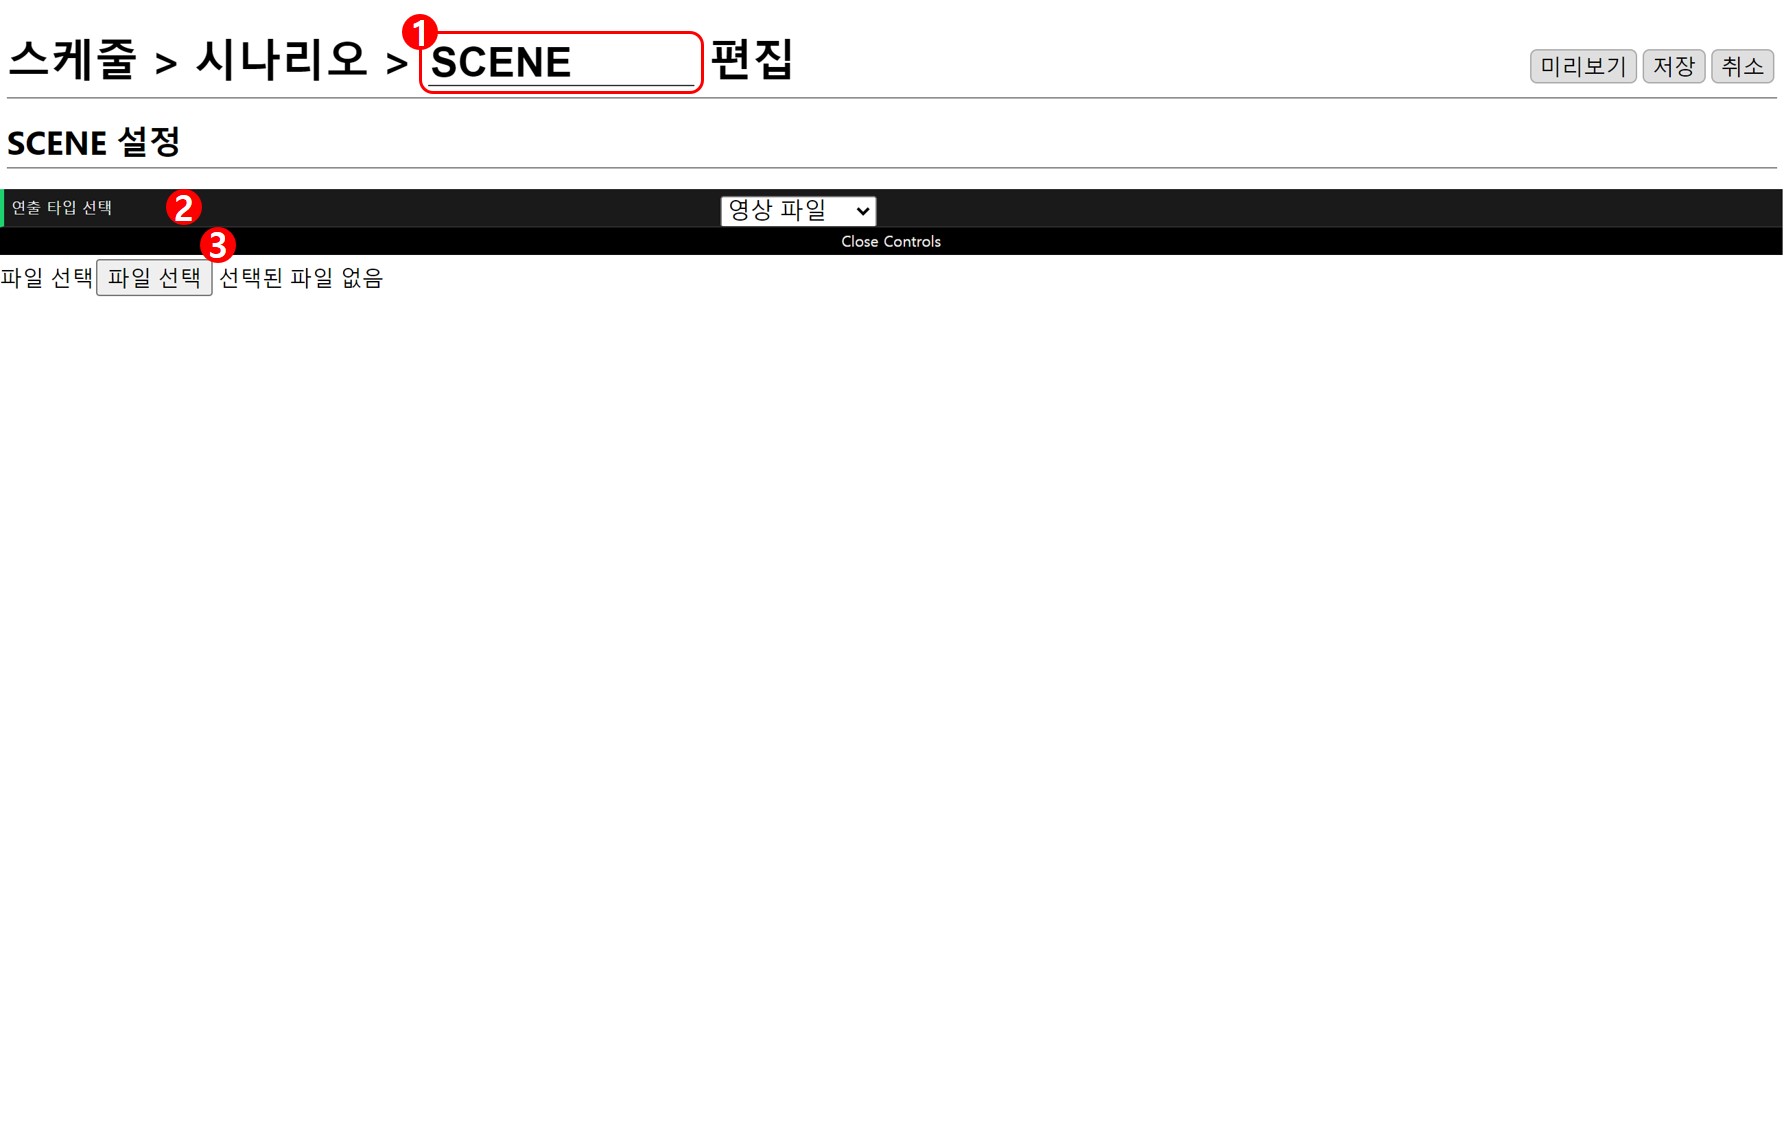 스케줄 > 시나리오 > SCENE 편집
1
미리보기 저장 취소
SCENE 설정
연출 타입 선택 2 영상 파일
3
Close Controls
파일 선택 파일 선택 선택된 파일 없음